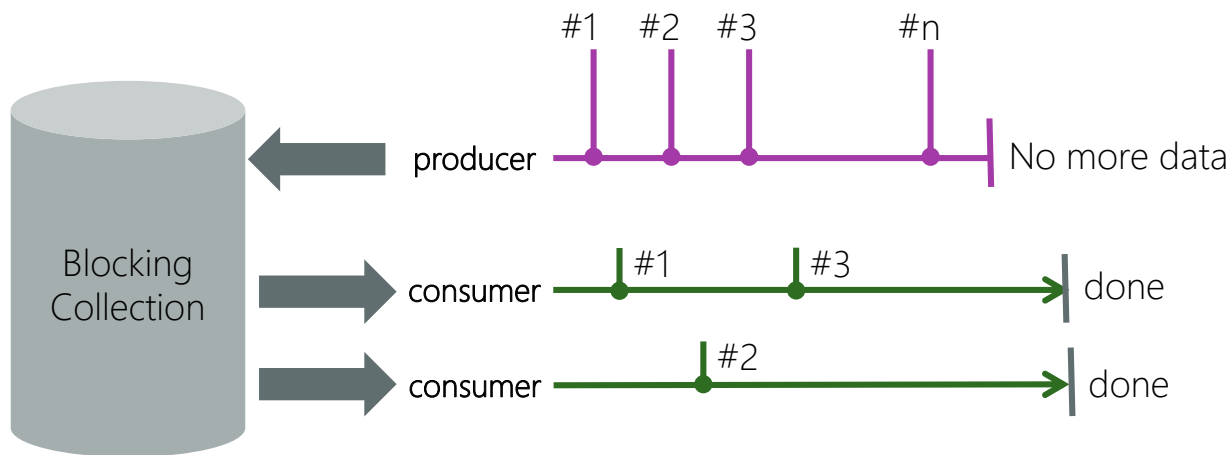 #1 #2 #3 #n
producer
No more data
Blocking
Collection
consumer
#1
#3
done
consumer
#2
done